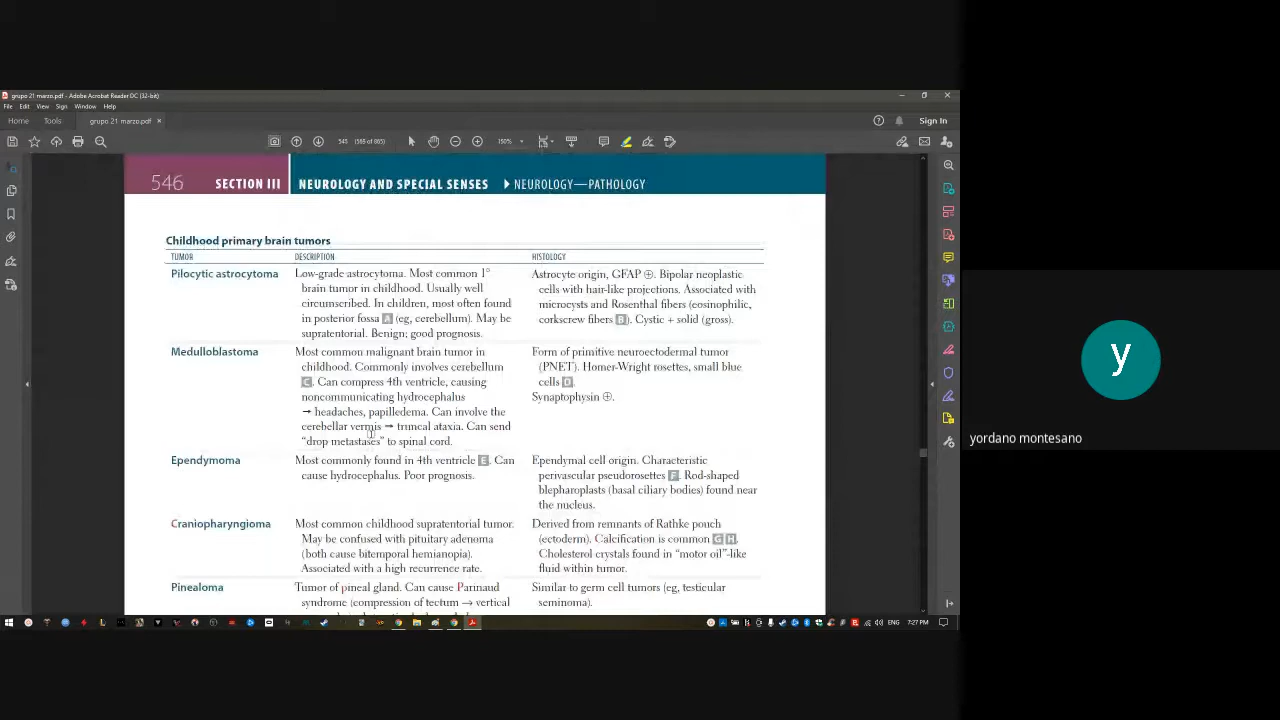 grupo 21 marzo.pdf - Adobe Acrobat Reader DC (32-bit)
File Edit View Sign Window Help
Home Tools grupo 21 marzo.pdf × Sign In
545 (565 of 865) 150%
546 SECTION III NEUROLOGY AND SPECIAL SENSES ▶ NEUROLOGY—PATHOLOGY
Childhood primary brain tumors
TUMOR DESCRIPTION HISTOLOGY
Pilocytic astrocytoma
Low-grade astrocytoma. Most common 1°
brain tumor in childhood. Usually well
circumscribed. In children, most often found
in posterior fossa A (eg, cerebellum). May be
supratentorial. Benign; good prognosis.
Astrocyte origin, GFAP ⊕. Bipolar neoplastic
cells with hair-like projections. Associated with
microcysts and Rosenthal fibers (eosinophilic,
corkscrew fibers B). Cystic + solid (gross).
Medulloblastoma
Most common malignant brain tumor in
childhood. Commonly involves cerebellum
C. Can compress 4th ventricle, causing
noncommunicating hydrocephalus
→ headaches, papilledema. Can involve the
cerebellar vermis → truncal ataxia. Can send
“drop metastases” to spinal cord.
Form of primitive neuroectodermal tumor
(PNET). Homer-Wright rosettes, small blue
cells D.
Synaptophysin ⊕.
Ependymoma
Most commonly found in 4th ventricle E. Can
cause hydrocephalus. Poor prognosis.
Ependymal cell origin. Characteristic
perivascular pseudorosettes F. Rod-shaped
blepharoplasts (basal ciliary bodies) found near
the nucleus.
Craniopharyngioma
Most common childhood supratentorial tumor.
May be confused with pituitary adenoma
(both cause bitemporal hemianopia).
Associated with a high recurrence rate.
Derived from remnants of Rathke pouch
(ectoderm). Calcification is common G H.
Cholesterol crystals found in “motor oil”-like
fluid within tumor.
Pinealoma
Tumor of pineal gland. Can cause Parinaud
syndrome (compression of tectum → vertical
Similar to germ cell tumors (eg, testicular
seminoma).
ENG 7:27 PM
y
yordano montesano